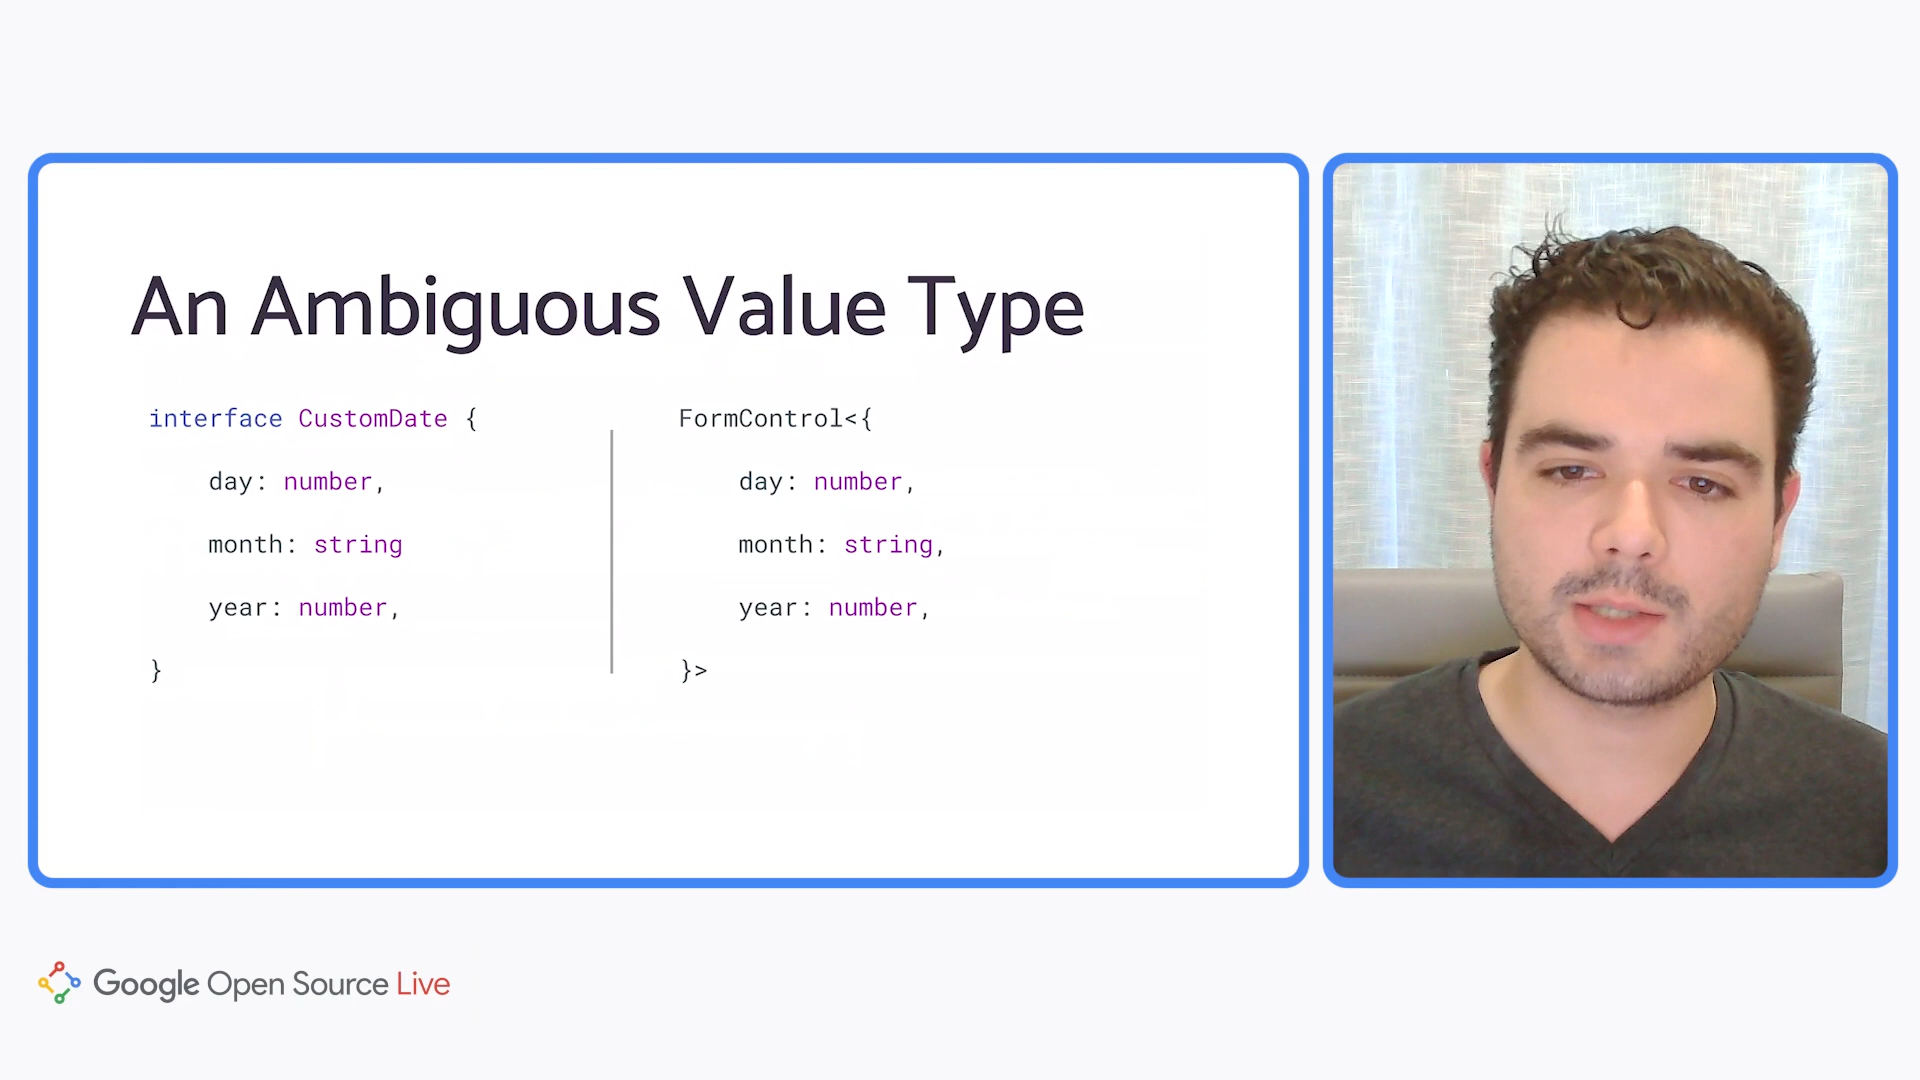 An Ambiguous Value Type
interface CustomDate {
day: number,
month: string
year: number,
}
FormControl<{
day: number,
month: string,
year: number,
}>
Google Open Source Live